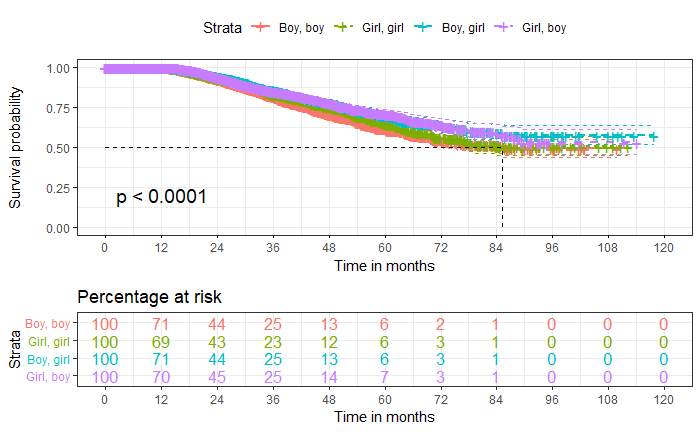 Strata Boy, boy Girl, girl Boy, girl Girl, boy
Survival probability
1.00
0.75
0.50
0.25
0.00
p < 0.0001
0 12 24 36 48 60 72 84 96 108 120
Time in months
Percentage at risk
Strata
Boy, boy 100 71 44 25 13 6 2 1 0 0 0
Girl, girl 100 69 43 23 12 6 3 1 0 0 0
Boy, girl 100 71 44 25 13 6 3 1 0 0 0
Girl, boy 100 70 45 25 14 7 3 1 0 0 0
0 12 24 36 48 60 72 84 96 108 120
Time in months